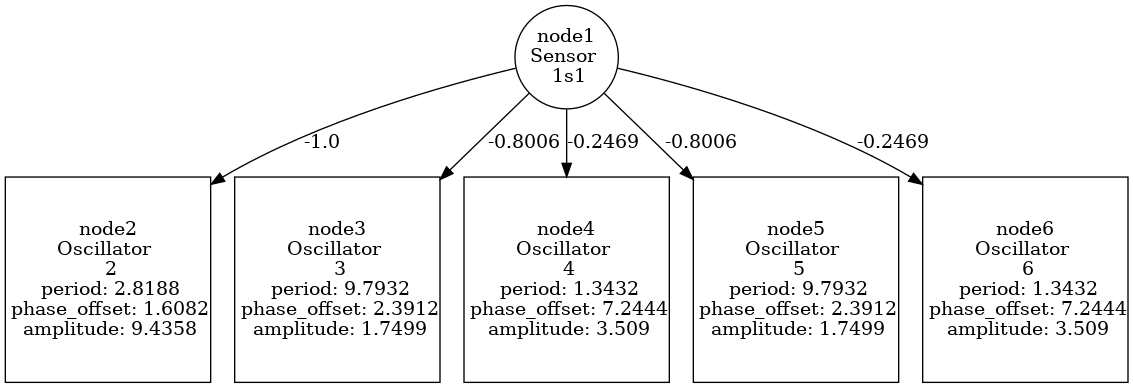 node1
Sensor
1s1
-1.0
-0.8006
-0.2469
-0.8006
-0.2469
node2
Oscillator
2
period: 2.8188
phase_offset: 1.6082
amplitude: 9.4358
node3
Oscillator
3
period: 9.7932
phase_offset: 2.3912
amplitude: 1.7499
node4
Oscillator
4
period: 1.3432
phase_offset: 7.2444
amplitude: 3.509
node5
Oscillator
5
period: 9.7932
phase_offset: 2.3912
amplitude: 1.7499
node6
Oscillator
6
period: 1.3432
phase_offset: 7.2444
amplitude: 3.509